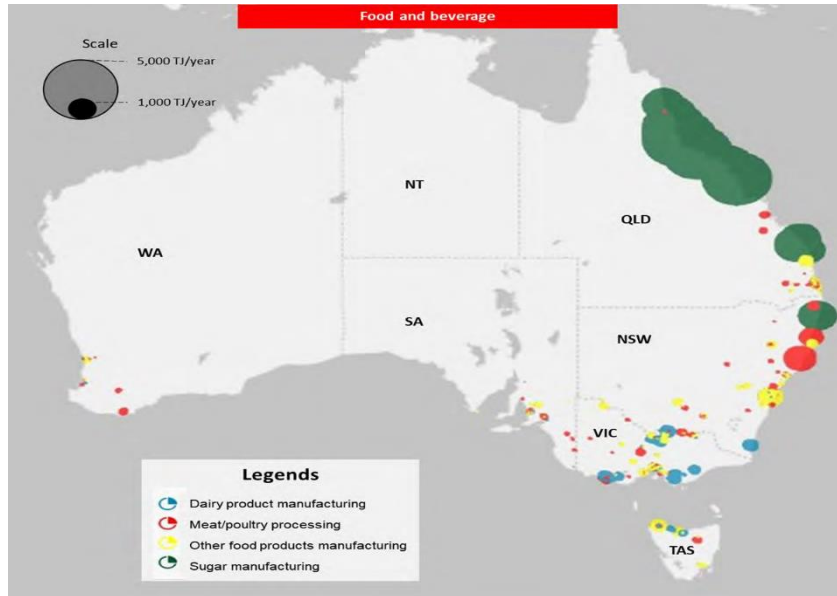 Food and beverage
Scale
5,000 TJ/year
1,000 TJ/year
NT
QLD
WA
SA
NSW
VIC
Legends
Dairy product manufacturing
Meat/poultry processing
Other food products manufacturing
Sugar manufacturing
TAS